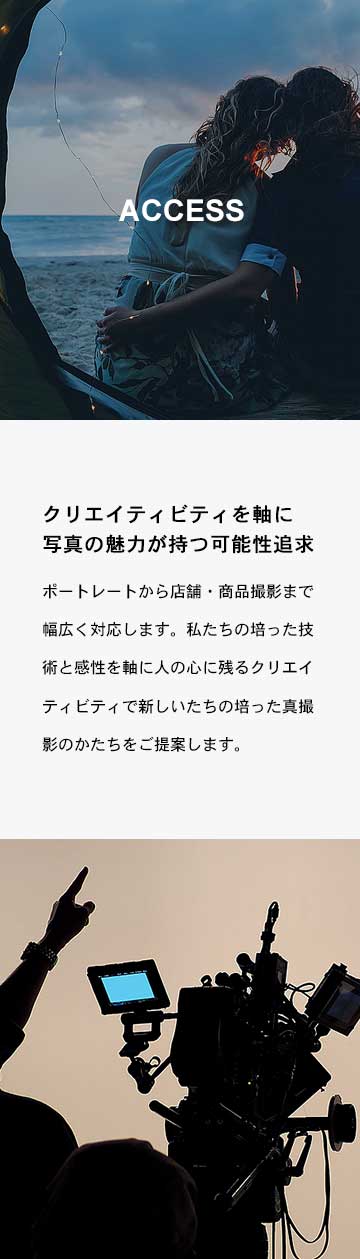 ACCESS
クリエイティビティを軸に
写真の魅力が持つ可能性追求
ポートレートから店舗・商品撮影まで
幅広く対応します。私たちの培った技
術と感性を軸に人の心に残るクリエイ
ティビティで新しいたちの培った真撮
影のかたちをご提案します。